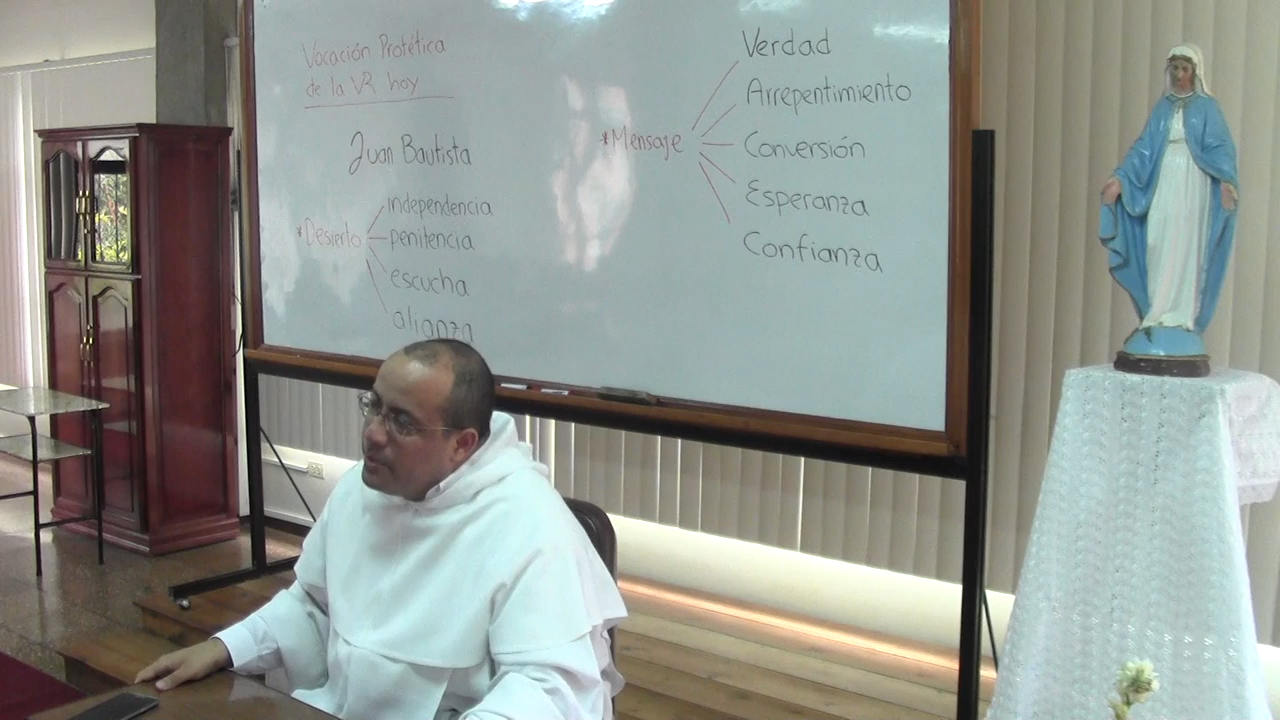 Vocación Profética
de la VR hoy
Juan Bautista
*Desierto
independencia
penitencia
escucha
alianza
*Mensaje
Verdad
Arrepentimiento
Conversión
Esperanza
Confianza